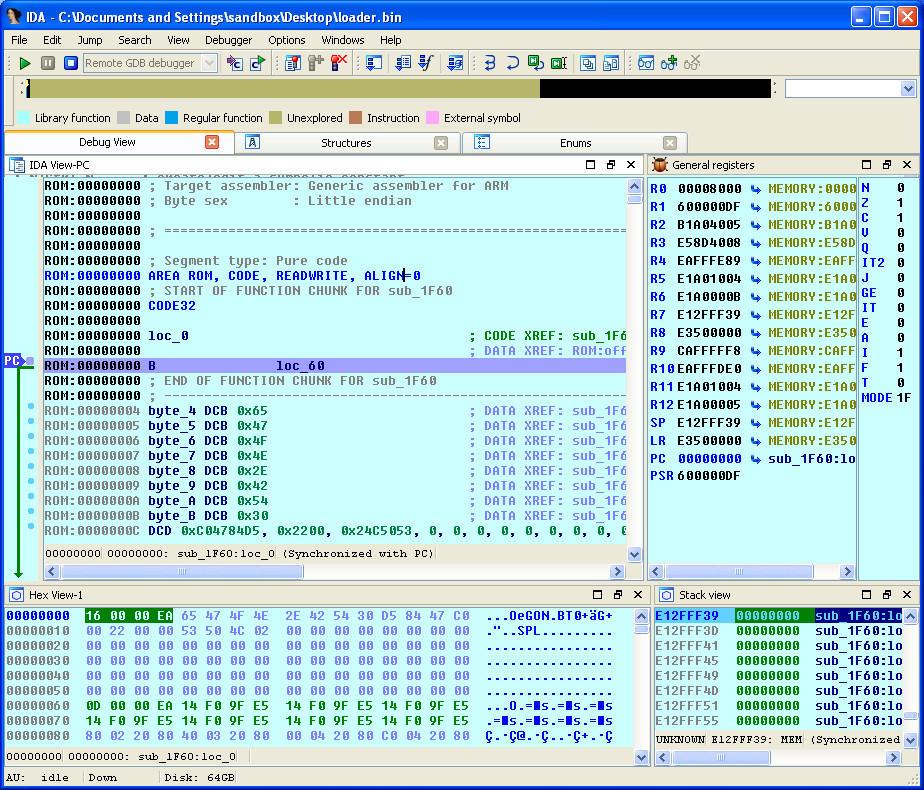 IDA - C:\Documents and Settings\sandbox\Desktop\loader.bin
File Edit Jump Search View Debugger Options Windows Help
Remote GDB debugger
Library function Data Regular function Unexplored Instruction External symbol
Debug View Structures Enums
IDA View-PC
ROM:00000000 ; Target assembler: Generic assembler for ARM
ROM:00000000 ; Byte sex : Little endian
ROM:00000000
ROM:00000000 ; ============================================================
ROM:00000000
ROM:00000000 ; Segment type: Pure code
ROM:00000000 AREA ROM, CODE, READWRITE, ALIGN=0
ROM:00000000 ; START OF FUNCTION CHUNK FOR sub_1F60
ROM:00000000 CODE32
ROM:00000000
ROM:00000000 loc_0 ; CODE XREF: sub_1F6
ROM:00000000 ; DATA XREF: ROM:off
PC ROM:00000000 B loc_60
ROM:00000000 ; END OF FUNCTION CHUNK FOR sub_1F60
ROM:00000000 ; ------------------------------------------------------------
ROM:00000004 byte_4 DCB 0x65 ; DATA XREF: sub_1F6
ROM:00000005 byte_5 DCB 0x47 ; DATA XREF: sub_1F6
ROM:00000006 byte_6 DCB 0x4F ; DATA XREF: sub_1F6
ROM:00000007 byte_7 DCB 0x4E ; DATA XREF: sub_1F6
ROM:00000008 byte_8 DCB 0x2E ; DATA XREF: sub_1F6
ROM:00000009 byte_9 DCB 0x42 ; DATA XREF: sub_1F6
ROM:0000000A byte_A DCB 0x54 ; DATA XREF: sub_1F6
ROM:0000000B byte_B DCB 0x30 ; DATA XREF: sub_1F6
ROM:0000000C DCD 0xC04784D5, 0x2200, 0x24C5053, 0, 0, 0, 0, 0, 0, 0, 0
00000000 00000000: sub_1F60:loc_0 (Synchronized with PC)
General registers
R0 00008000 MEMORY:0000
R1 600000DF MEMORY:6000
R2 B1A04005 MEMORY:B1A0
R3 E58D4008 MEMORY:E58D
R4 EAFFFE89 MEMORY:EAFF
R5 E1A01004 MEMORY:E1A0
R6 E1A0000B MEMORY:E1A0
R7 E12FFF39 MEMORY:E12F
R8 E3500000 MEMORY:E350
R9 CAFFFFF8 MEMORY:CAFF
R10 EAFFFDE0 MEMORY:EAFF
R11 E1A01004 MEMORY:E1A0
R12 E1A00005 MEMORY:E1A0
SP E12FFF39 MEMORY:E12F
LR E3500000 MEMORY:E350
PC 00000000 sub_1F60:lo
PSR 600000DF
N 0
Z 1
C 1
V 0
Q 0
IT2 0
J 0
GE 0
IT 0
E 0
A 0
I 1
F 1
T 0
MODE 1F
Hex View-1
00000000 16 00 00 EA 65 47 4F 4E 2E 42 54 30 D5 84 47 C0 ...OeGON.BT0+äG+
00000010 00 22 00 00 53 50 4C 02 00 00 00 00 00 00 00 00 ."..SPL.........
00000020 00 00 00 00 00 00 00 00 00 00 00 00 00 00 00 00 ................
00000030 00 00 00 00 00 00 00 00 00 00 00 00 00 00 00 00 ................
00000040 00 00 00 00 00 00 00 00 00 00 00 00 00 00 00 00 ................
00000050 00 00 00 00 00 00 00 00 00 00 00 00 00 00 00 00 ................
00000060 0D 00 00 EA 14 F0 9F E5 14 F0 9F E5 14 F0 9F E5 ...O.=■s.=■s.=■s
00000070 14 F0 9F E5 14 F0 9F E5 14 F0 9F E5 14 F0 9F E5 .=■s.=■s.=■s.=■s
00000080 80 02 20 80 40 03 20 80 00 04 20 80 C0 04 20 80 Ç.·Ç@.·Ç..·Ç+.·Ç
00000000 00000000: sub_1F60:loc_0
Stack view
E12FFF39 00000000 sub_1F60:lo
E12FFF3D 00000000 sub_1F60:lo
E12FFF41 00000000 sub_1F60:lo
E12FFF45 00000000 sub_1F60:lo
E12FFF49 00000000 sub_1F60:lo
E12FFF4D 00000000 sub_1F60:lo
E12FFF51 00000000 sub_1F60:lo
E12FFF55 00000000 sub_1F60:lo
UNKNOWN E12FFF39: MEM (Synchronized
AU: idle Down Disk: 64GB